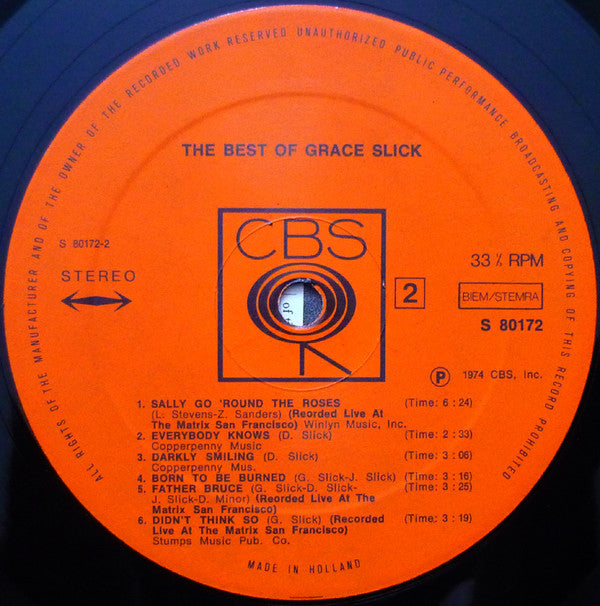 ALL RIGHTS OF THE MANUFACTURER AND OF THE OWNER OF THE RECORDED WORK RESERVED UNAUTHORIZED PUBLIC PERFORMANCE BROADCASTING AND COPYING OF THIS RECORD PROHIBITED
THE BEST OF GRACE SLICK
CBS
S 80172-2
STEREO
2
33⅓ RPM
BIEM/STEMRA
S 80172
Ⓟ 1974 CBS, Inc.
1. SALLY GO 'ROUND THE ROSES (Time: 6 : 24)
(L. Stevens-Z. Sanders) (Reorded Live At
The Matrix San Francisco) Winlyn Music, Inc.
2. EVERYBODY KNOWS (D. Slick) (Time: 2 : 33)
Copperpenny Music
3. DARKLY SMILING (D. Slick) (Time: 3 : 06)
Copperpenny Mus.
4. BORN TO BE BURNED (G. Slick-J. Slick) (Time: 3 : 16)
5. FATHER BRUCE (G. Slick-D. Slick- (Time: 3 : 25)
J. Slick-D. Minor) (Reorded Live At The
Matrix San Francisco)
6. DIDN'T THINK SO (G. Slick) (Reorded (Time: 3 : 19)
Live At The Matrix San Francisco)
Stumps Music Pub. Co.
MADE IN HOLLAND